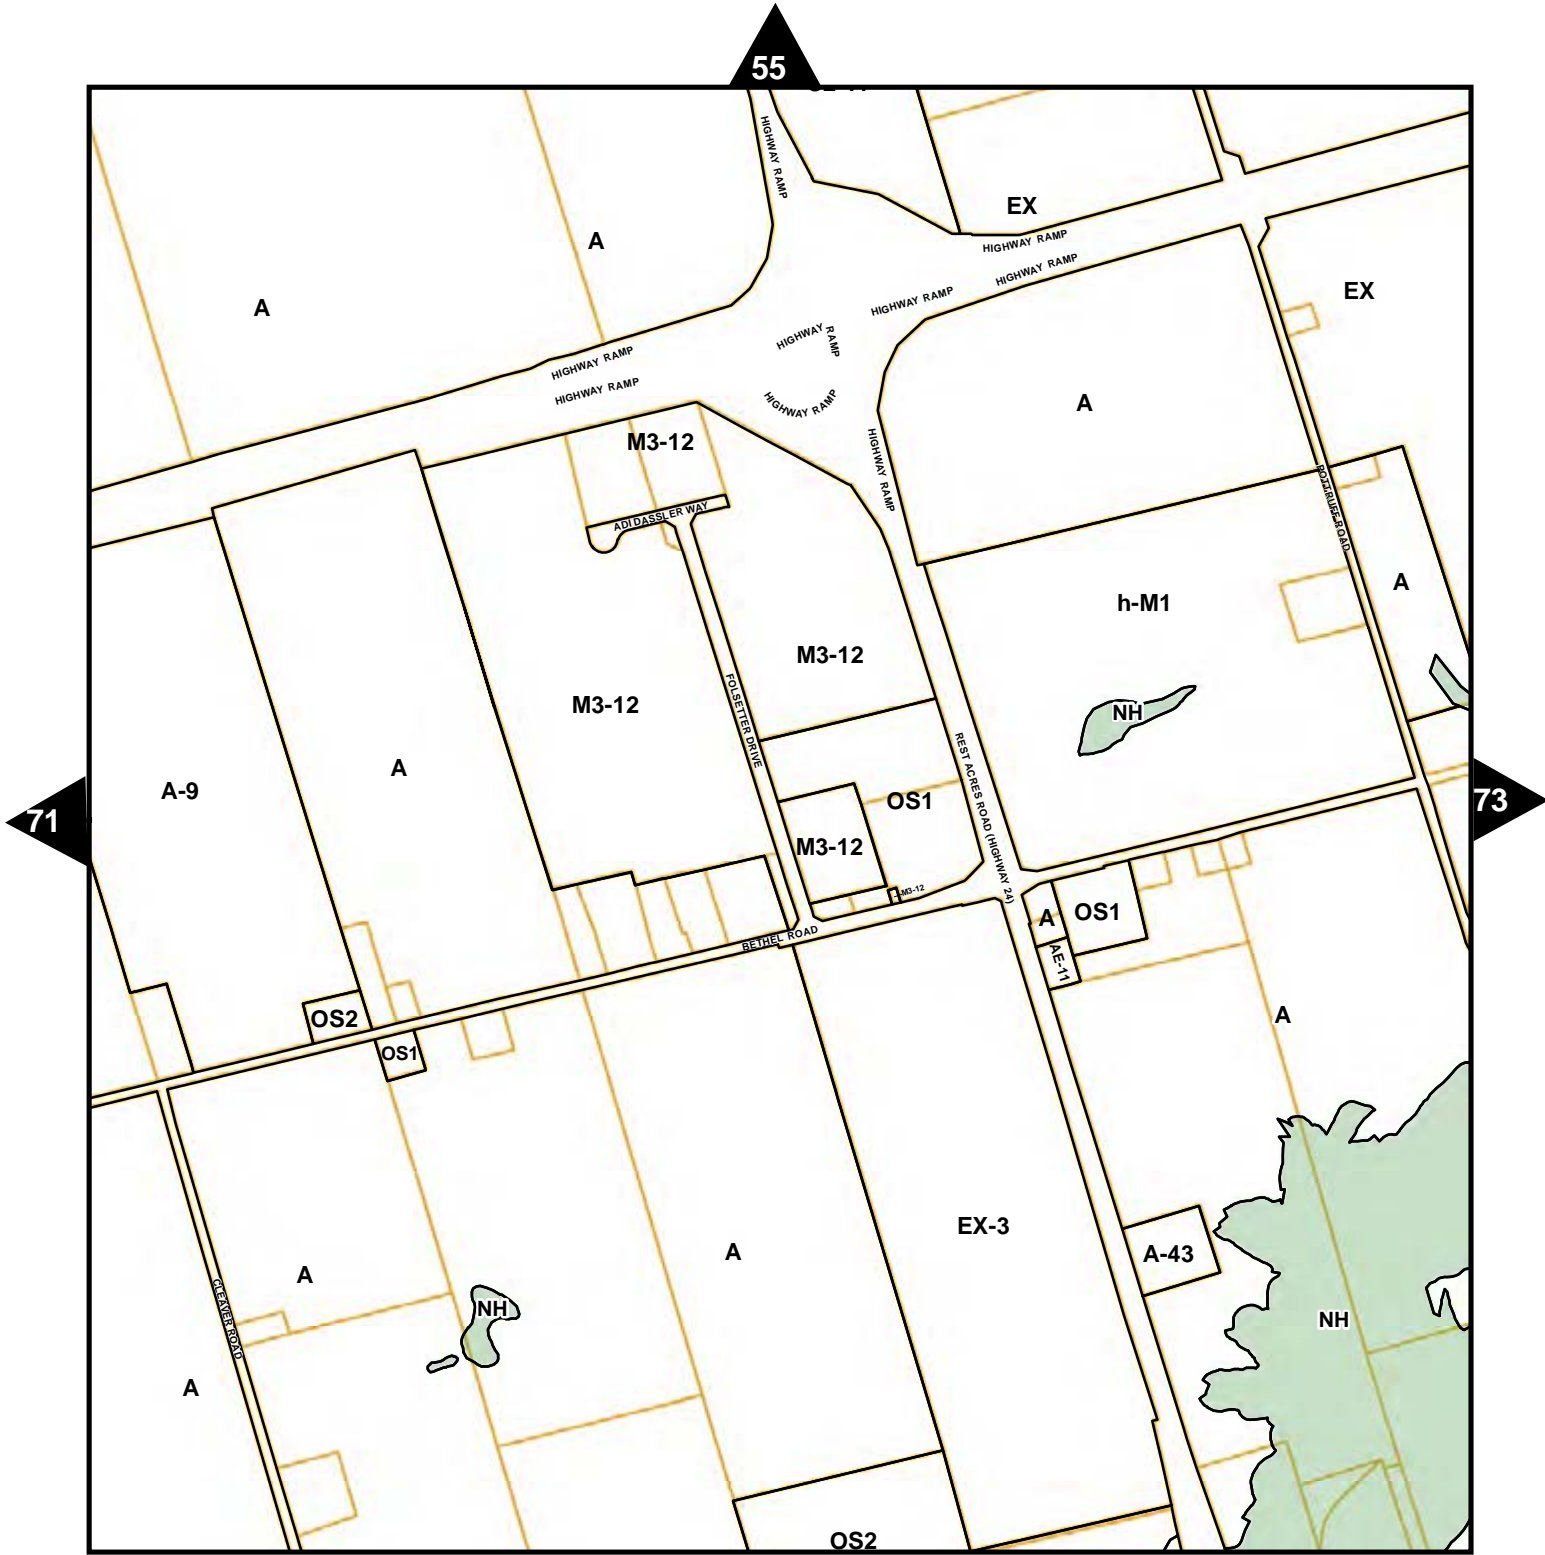 55
HIGHWAY RAMP
EX
A
HIGHWAY RAMP
HIGHWAY RAMP
EX
A
HIGHWAY RAMP
HIGHWAY RAMP
HIGHWAY RAMP
HIGHWAY RAMP
HIGHWAY RAMP
A
M3-12
HIGHWAY RAMP
POTTRUFF ROAD
ADI DASSLER WAY
A
h-M1
M3-12
M3-12
FOLSETTER DRIVE
NH
A
A-9
REST ACRES ROAD (HIGHWAY 24)
OS1
73
71
M3-12
M3-12
A
OS1
BETHEL ROAD
AE-11
OS2
A
OS1
EX-3
A
A-43
A
CLEAVER ROAD
NH
NH
A
OS2